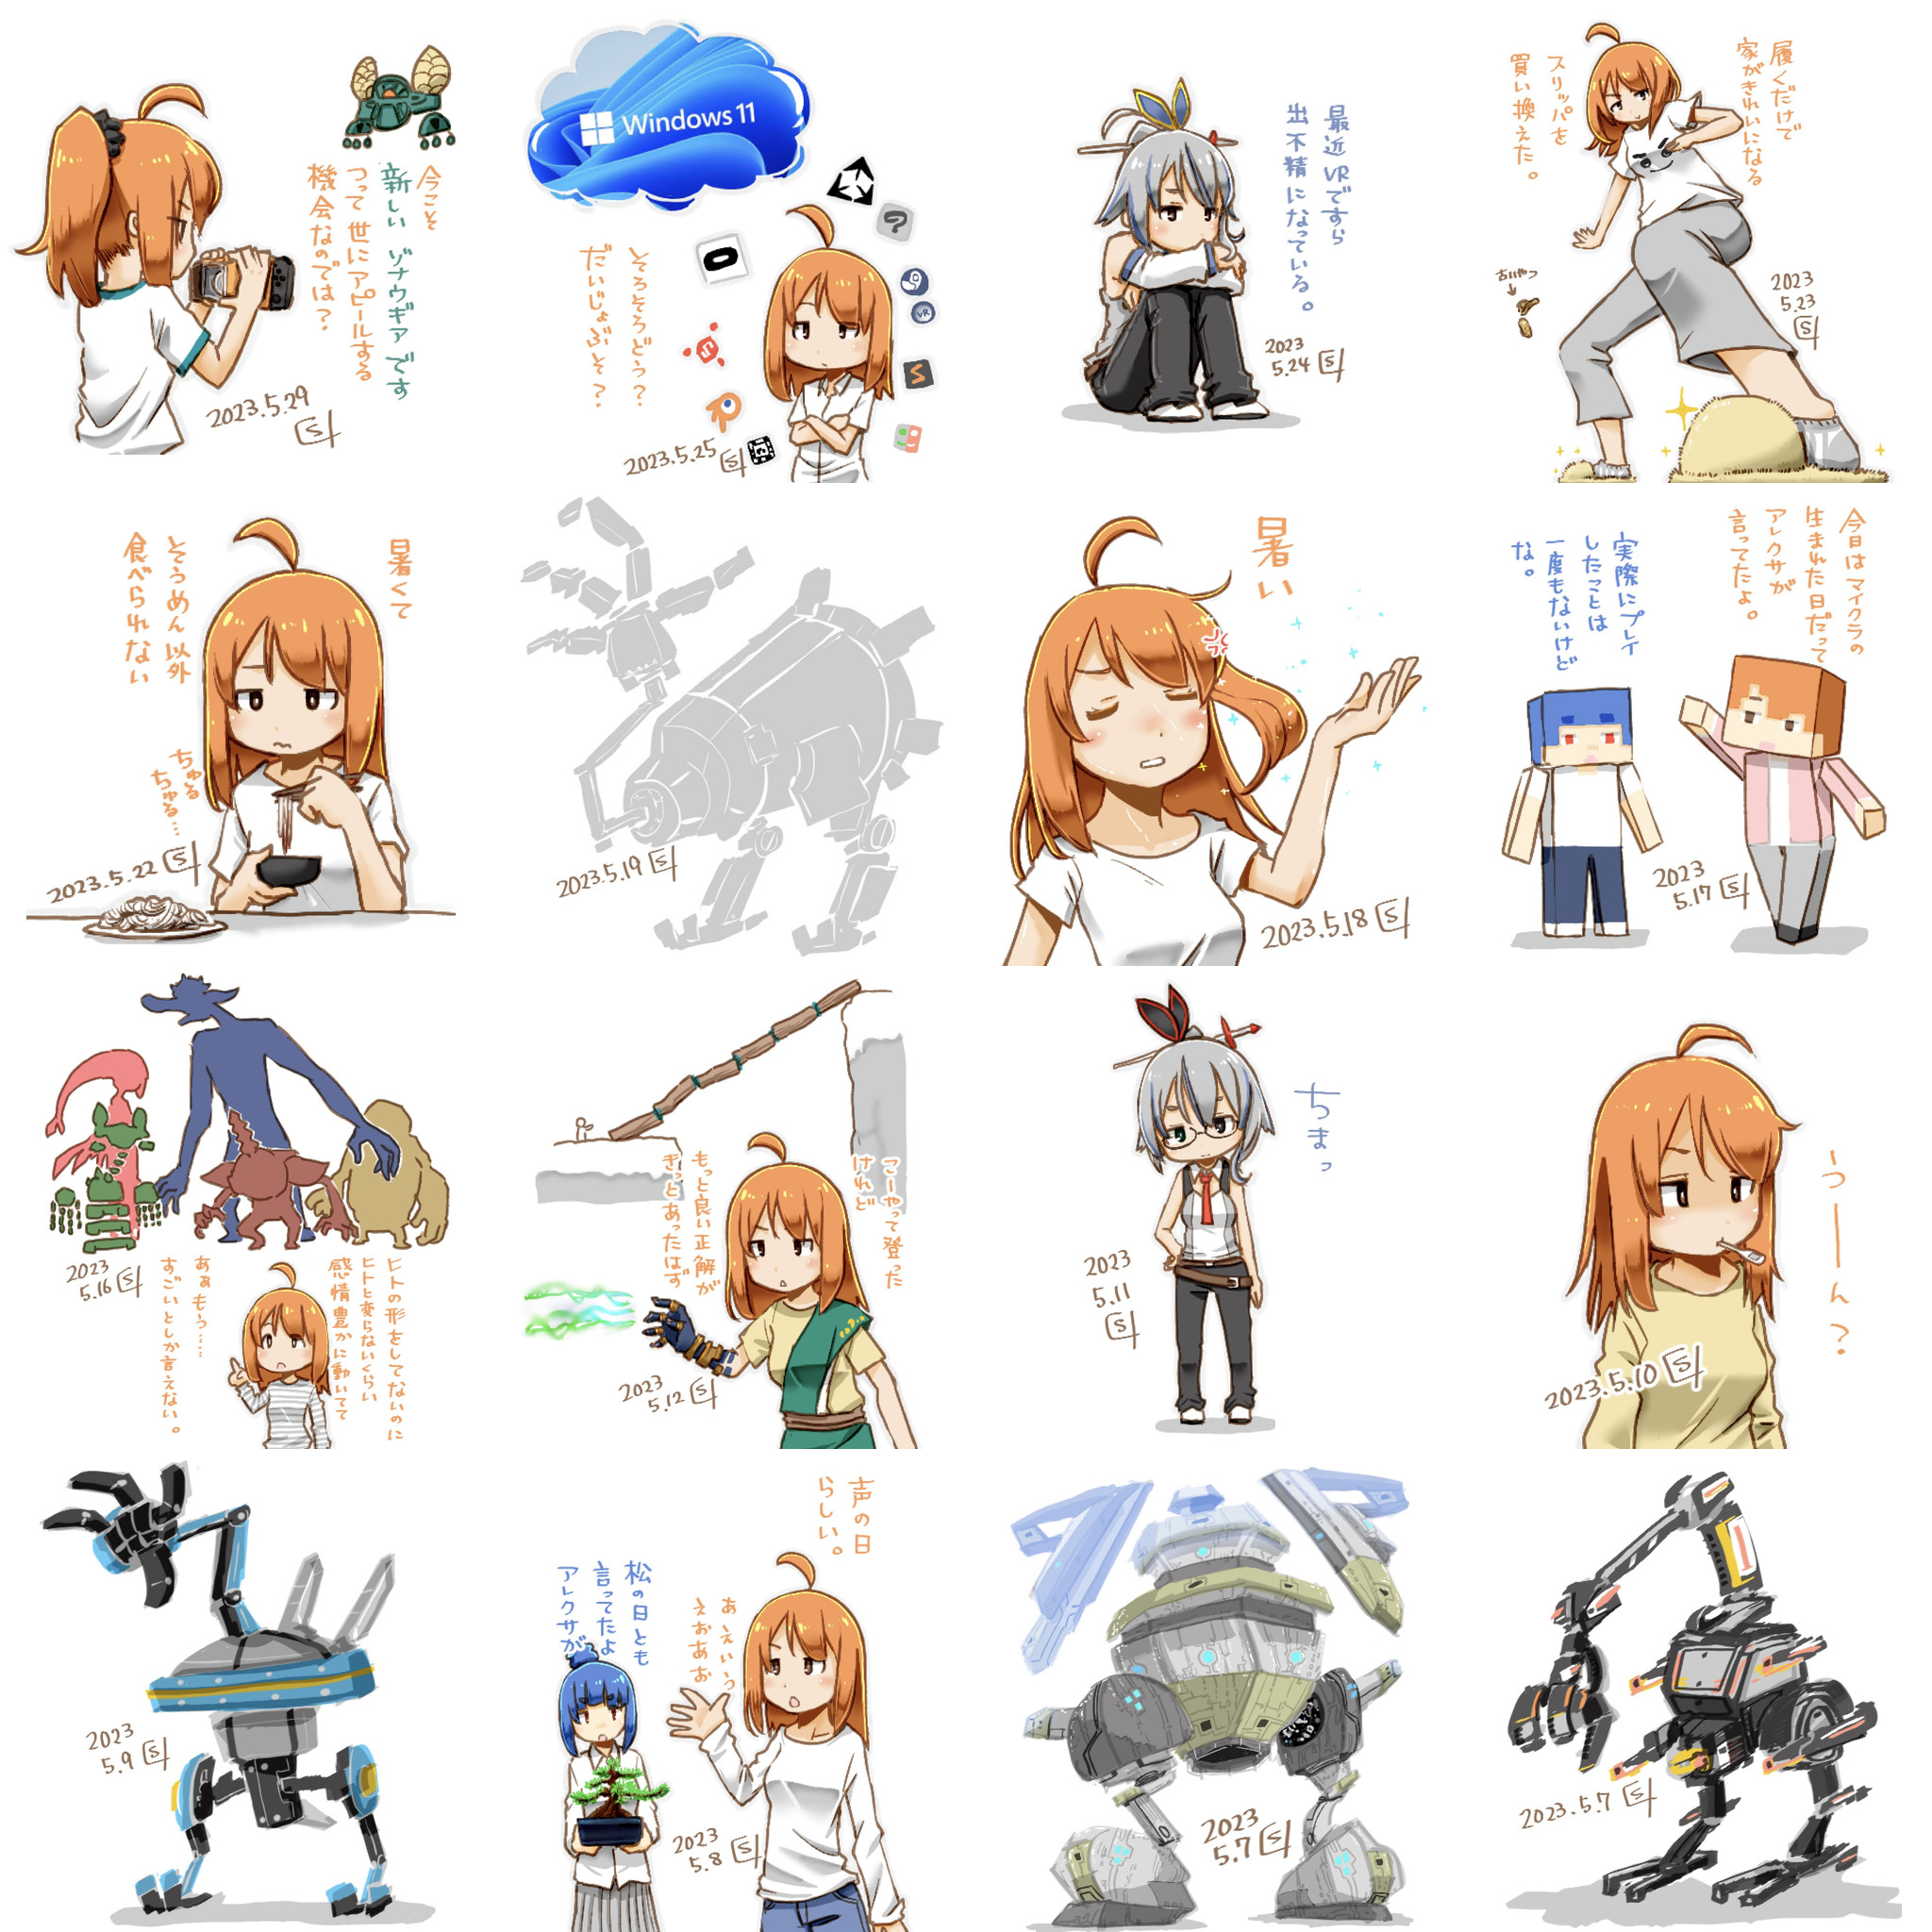 今こそ
新しい ゾナウギア です
つって 世にアピールする
機会なのでは？
2023.5.29
S
Windows 11
そろそろどう？
だいじょぶそ？
?
VR
S
S
2023.5.25
S
最近VRですら
出不精になっている。
2023
5.24
S
履くだけで
家がきれいになる
スリッパを
買い換えた。
古いやつ
2023
5.23
S
暑くて
そうめん以外
食べられない
ちゅる
ちゅる…
2023.5.22
S
2023.5.19
S
暑い
2023.5.18
S
今日はマイクラの
生まれた日だって
アレクサが
言ってたよ。
実際にプレイ
したことは
一度もないけど
な。
2023
5.17
S
2023
5.16
S
ヒトの形をしてないのに
ヒトと変らないくらい
感情豊かに動いてて
あぁもう……
すごいとしか言えない。
こーやって登った
けれど
もっと良い正解が
きっとあったはず
2023
5.12
S
ちまっ
2023
5.11
S
うーーん？
2023.5.10
S
2023
5.9
S
声の日
らしい。
あえいう
えおあお
松の日とも
言ってたよ
アレクサが
2023
5.8
S
2023
5.7
S
1
2023.5.7
S